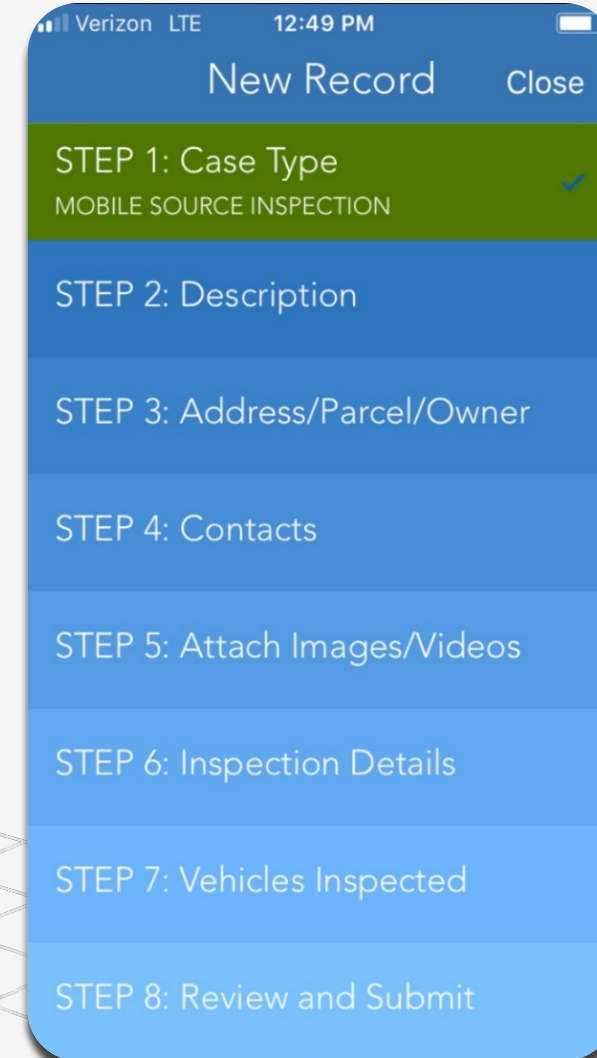 Verizon LTE 12:49 PM
New Record Close
STEP 1: Case Type
MOBILE SOURCE INSPECTION
STEP 2: Description
STEP 3: Address/Parcel/Owner
STEP 4: Contacts
STEP 5: Attach Images/Videos
STEP 6: Inspection Details
STEP 7: Vehicles Inspected
STEP 8: Review and Submit